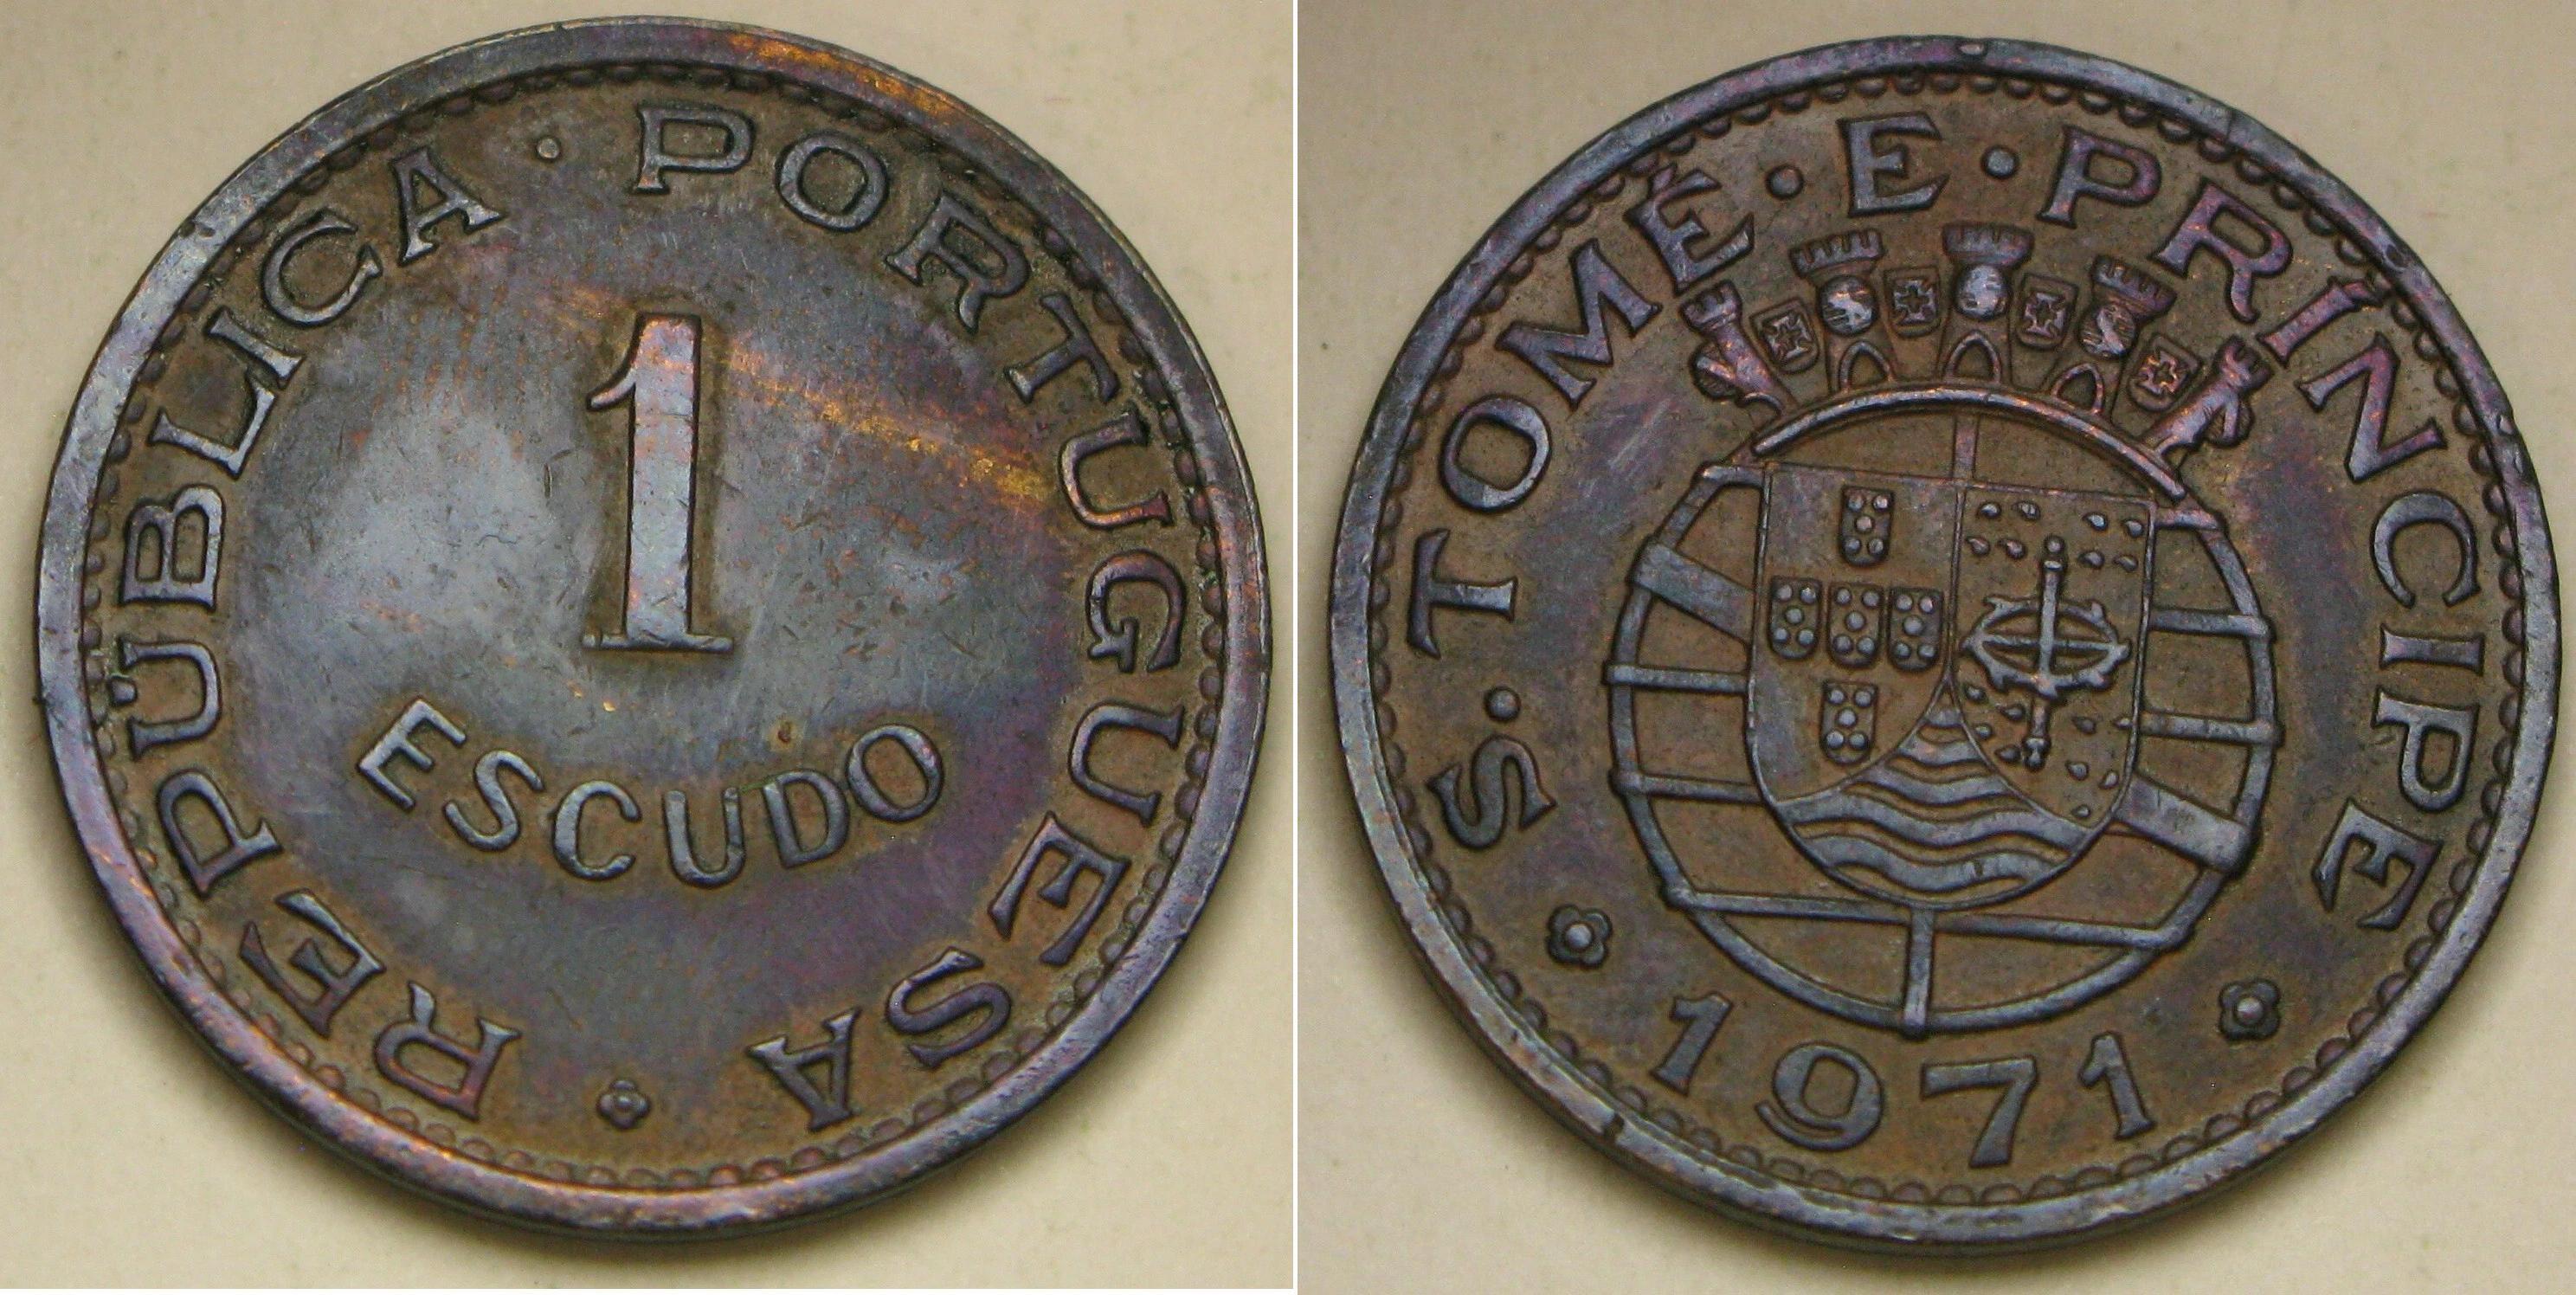 REPÚBLICA · PORTUGUESA
1
ESCUDO
S. TOMÉ · E · PRÍNCIPE
1971